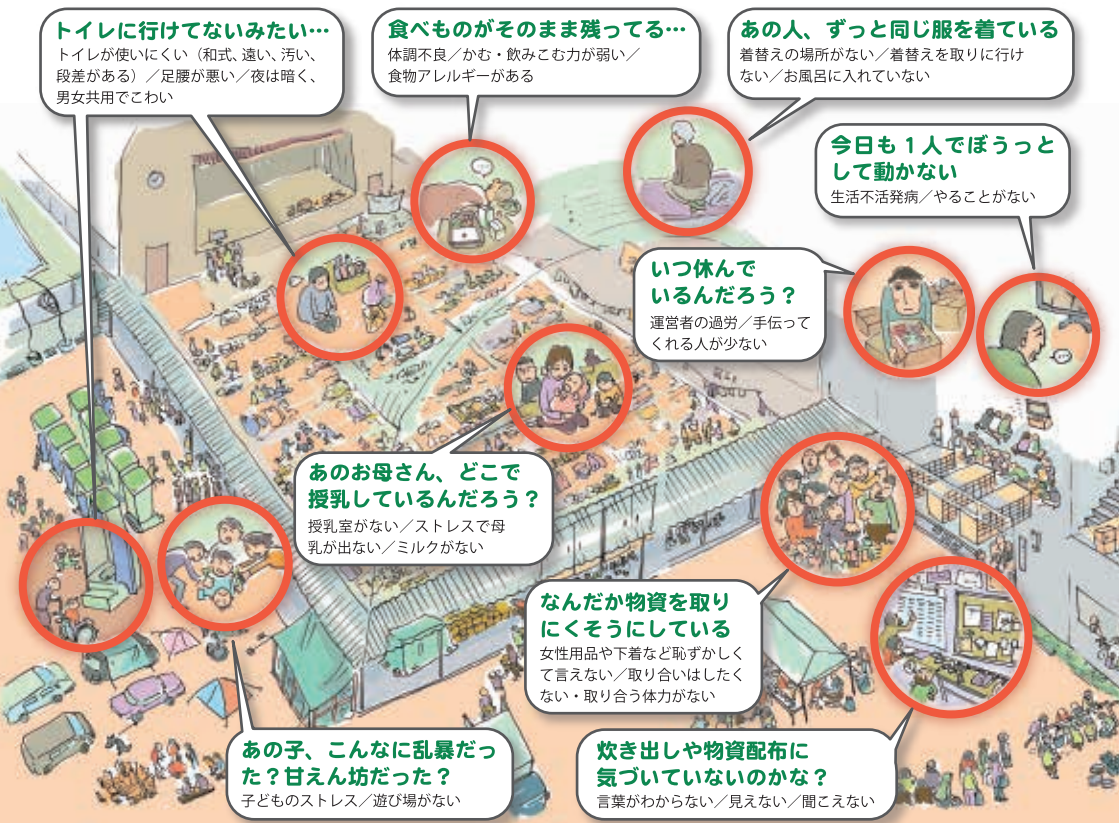 トイレに行けてないみたい…
トイレが使いにくい（和式、遠い、汚い、
段差がある）／足腰が悪い／夜は暗く、
男女共用でこわい
食べものがそのまま残ってる…
体調不良／かむ・飲みこむ力が弱い／
食物アレルギーがある
あの人、ずっと同じ服を着ている
着替えの場所がない／着替えを取りに行け
ない／お風呂に入れていない
今日も１人でぼうっと
して動かない
生活不活発病／やることがない
いつ休んで
いるんだろう？
運営者の過労／手伝って
くれる人が少ない
あのお母さん、どこで
授乳しているんだろう？
授乳室がない／ストレスで母
乳が出ない／ミルクがない
なんだか物資を取り
にくそうにしている
女性用品や下着など恥ずかしく
て言えない／取り合いはしたく
ない・取り合う体力がない
あの子、こんなに乱暴だっ
た？甘えん坊だった？
子どものストレス／遊び場がない
炊き出しや物資配布に
気づいていないのかな？
言葉がわからない／見えない／聞こえない